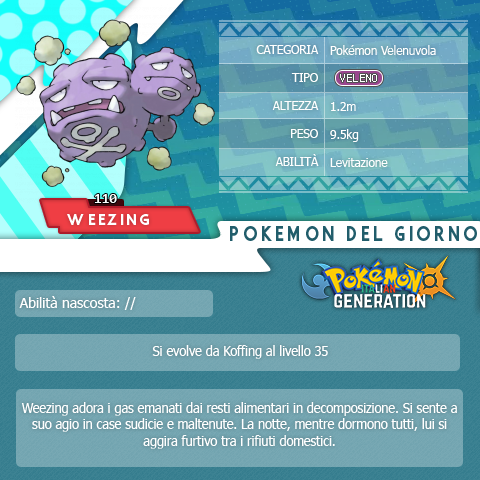 CATEGORIA Pokémon Velenuvola
TIPO VELENO
ALTEZZA 1.2m
PESO 9.5kg
ABILITÀ Levitazione
110
WEEZING
POKEMON DEL GIORNO
Pokémon
ITALIAN
GENERATION
Abilità nascosta: //
Si evolve da Koffing al livello 35
Weezing adora i gas emanati dai resti alimentari in decomposizione. Si sente a
suo agio in case sudicie e maltenute. La notte, mentre dormono tutti, lui si
aggira furtivo tra i rifiuti domestici.